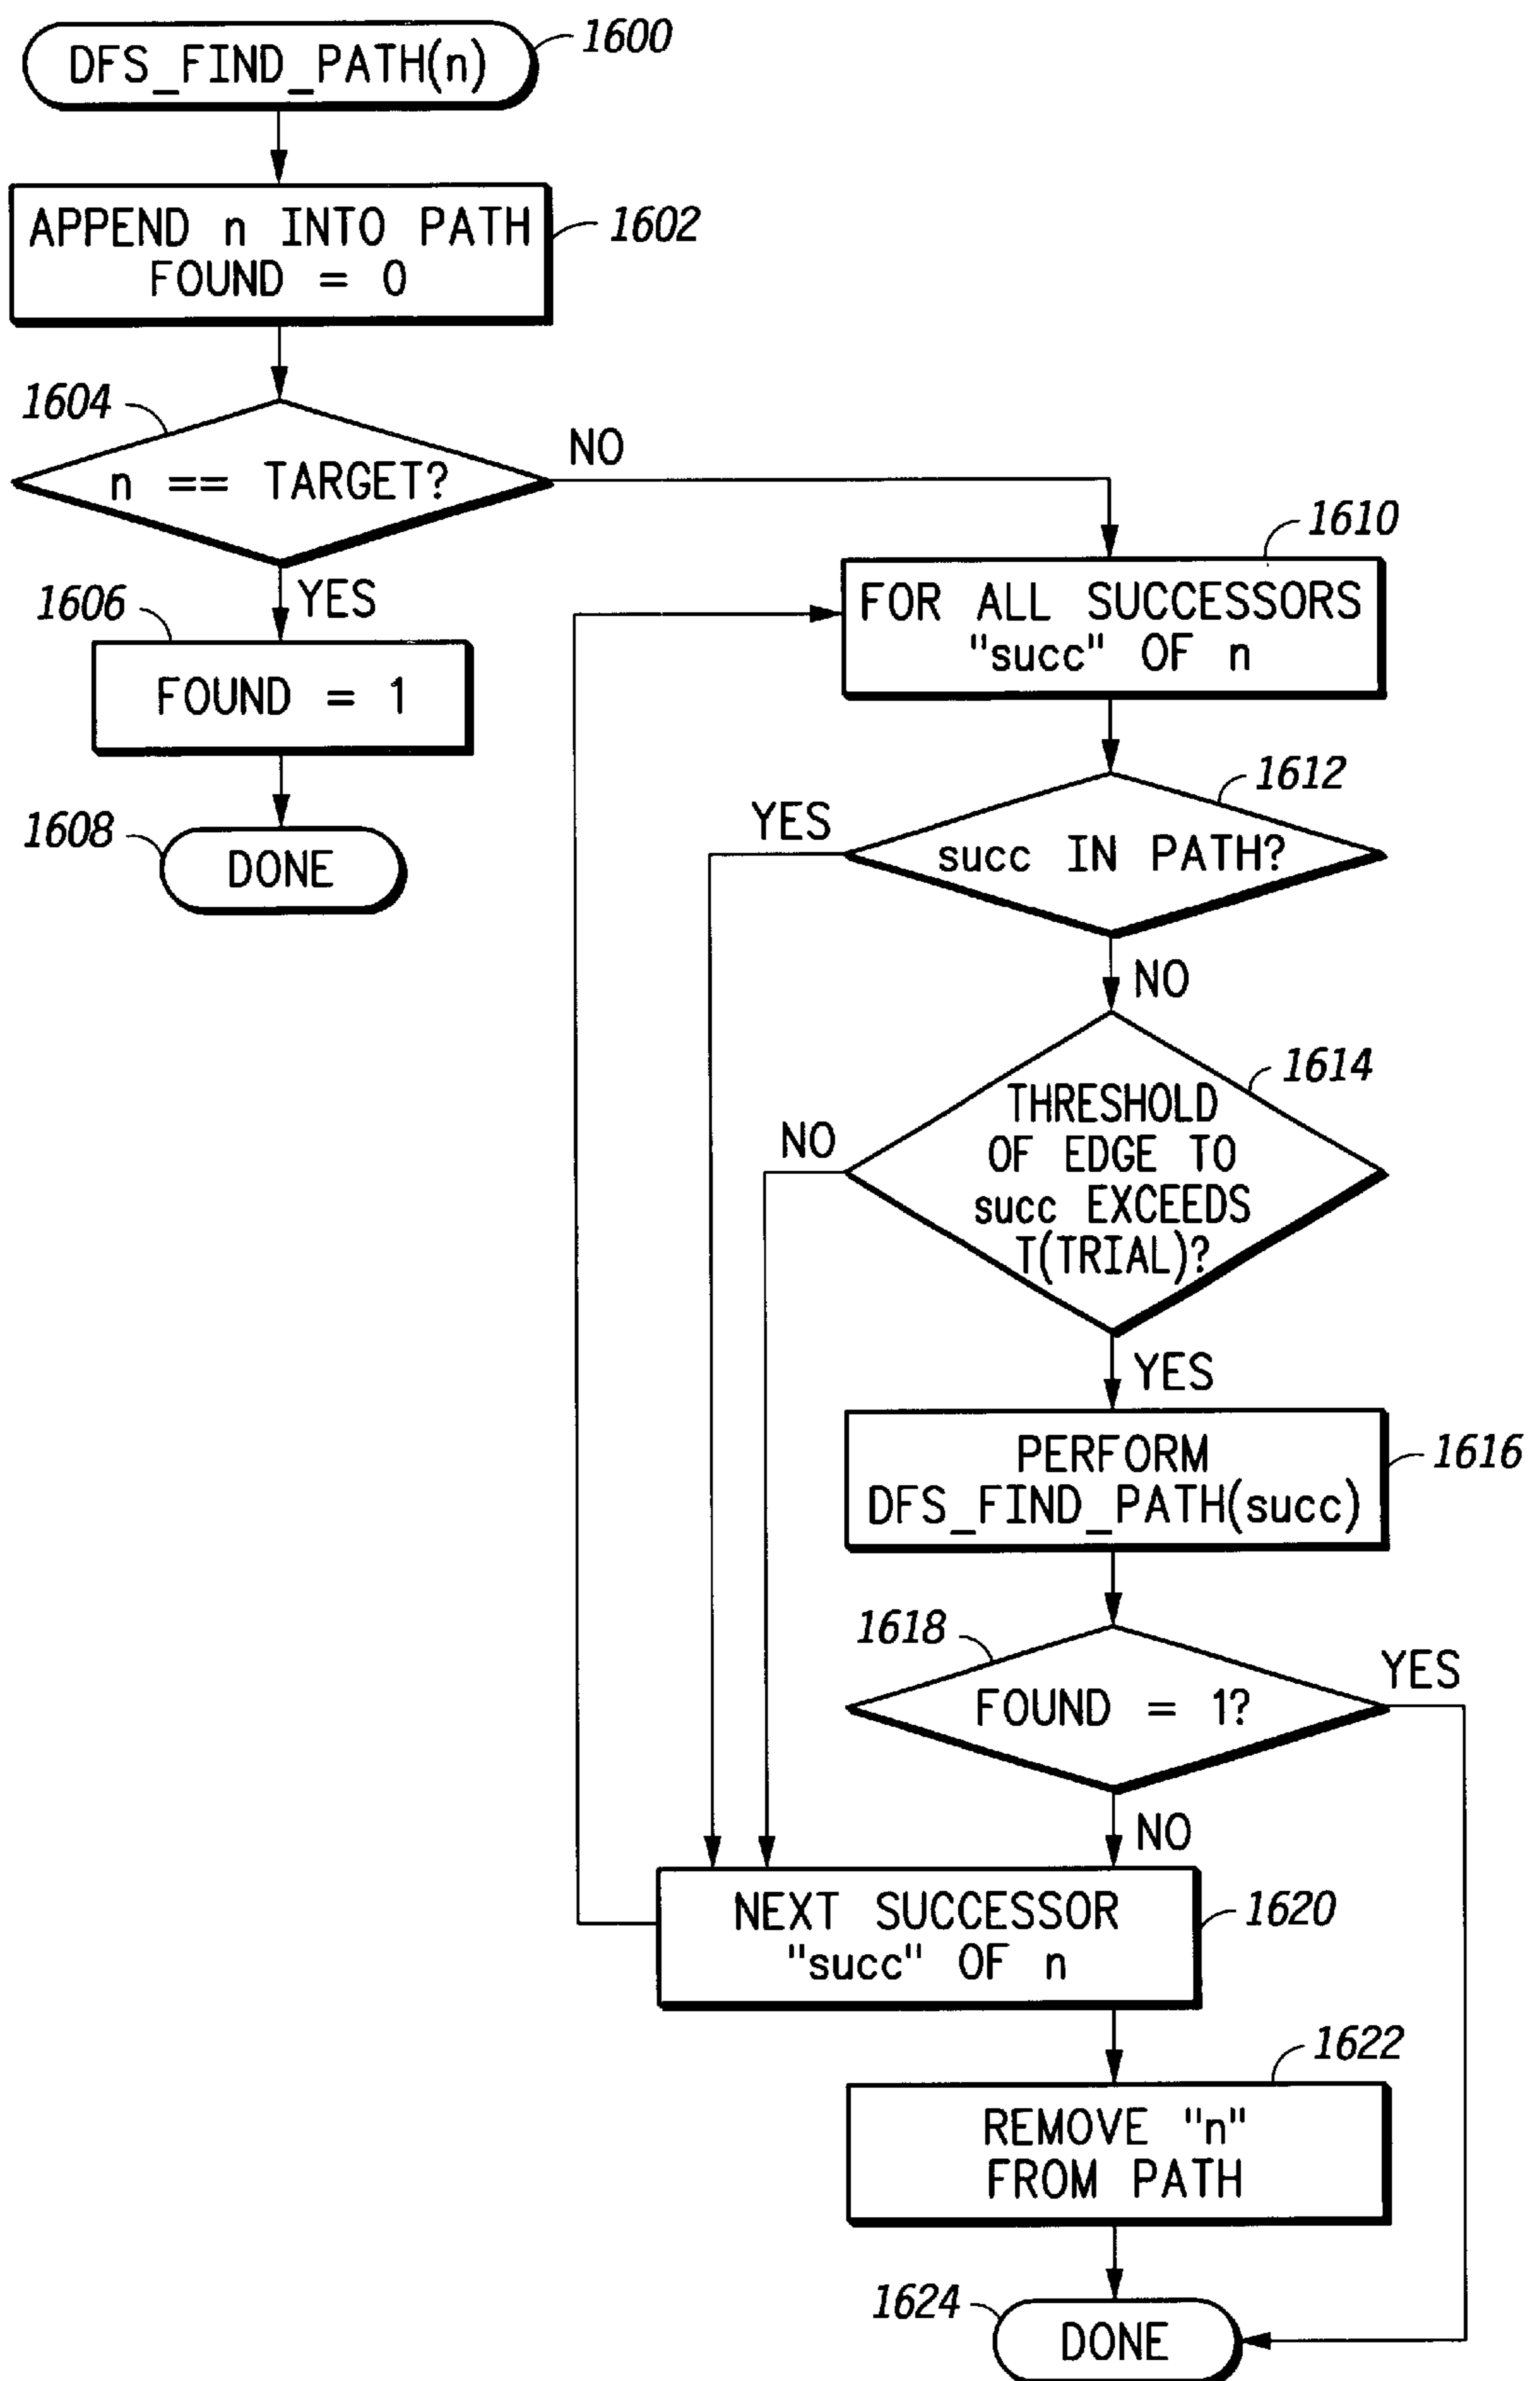 DFS_FIND_PATH(n)
1600
APPEND n INTO PATH
FOUND = 0
1602
1604
n == TARGET?
NO
YES
1606
FOUND = 1
1608
DONE
1610
FOR ALL SUCCESSORS
"succ" OF n
1612
YES
succ IN PATH?
NO
1614
NO
THRESHOLD
OF EDGE TO
succ EXCEEDS
T(TRIAL)?
YES
PERFORM
DFS_FIND_PATH(succ)
1616
1618
YES
FOUND = 1?
NO
NEXT SUCCESSOR
"succ" OF n
1620
1622
REMOVE "n"
FROM PATH
1624
DONE